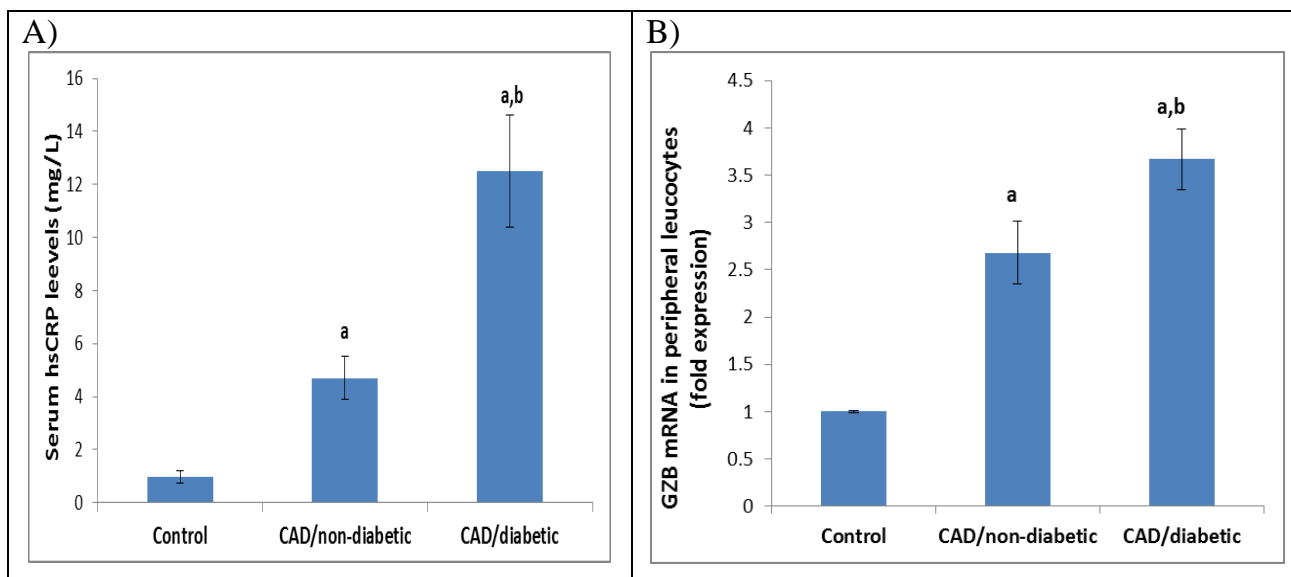 A)
Serum hsCRP leevels (mg/L)
16
14
12
10
8
6
4
2
0
a
a,b
Control
CAD/non-diabetic
CAD/diabetic
B)
GZB mRNA in peripheral leucocytes
(fold expression)
4.5
4
3.5
3
2.5
2
1.5
1
0.5
0
a
a,b
Control
CAD/non-diabetic
CAD/diabetic